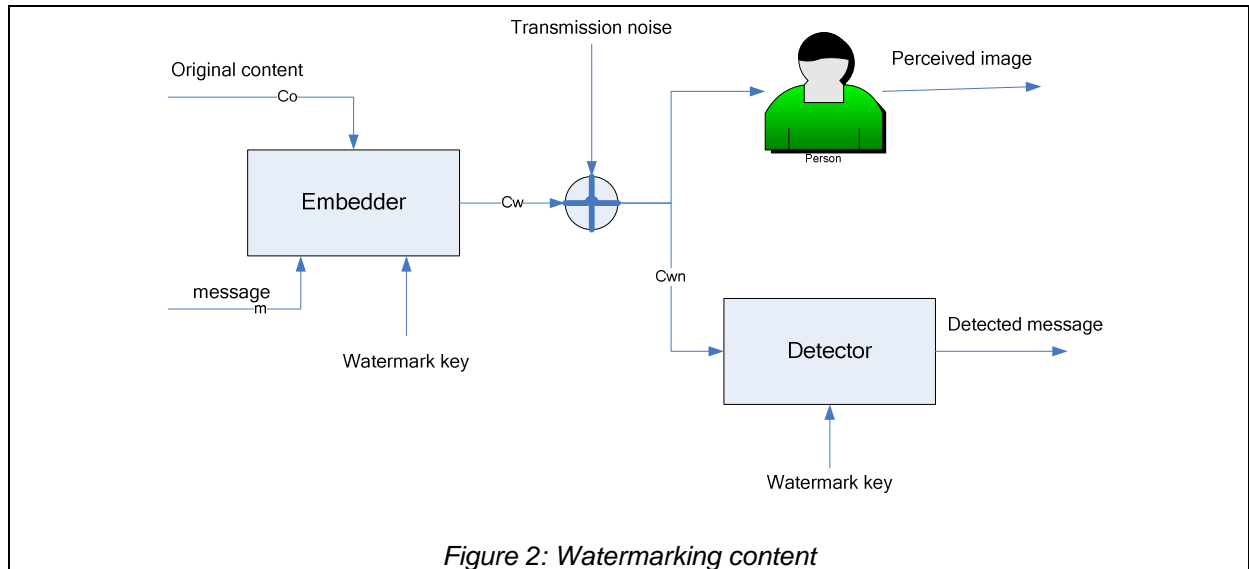 Transmission noise
Original content
Perceived image
Co
Person
Embedder
Cw
Cwn
message
m
Detected message
Watermark key
Detector
Watermark key
Figure 2: Watermarking content